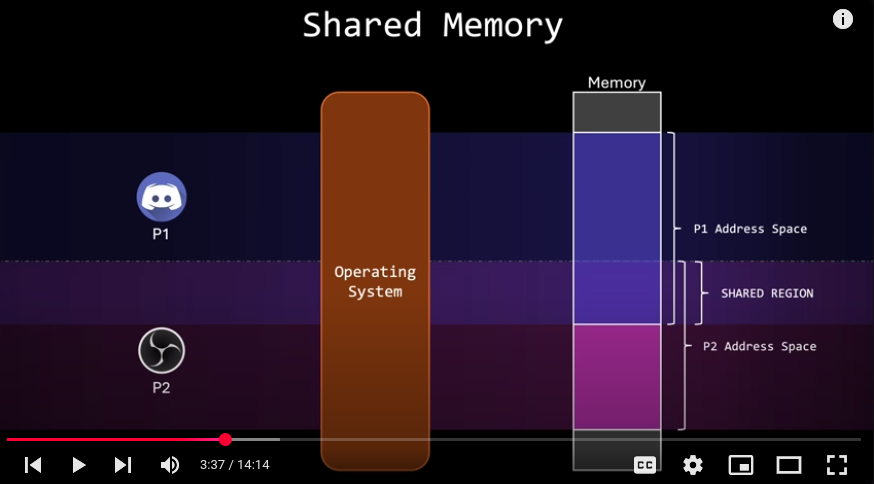 Shared Memory
Memory
P1
P1 Address Space
Operating
System
SHARED REGION
P2 Address Space
P2
3:37 / 14:14
CC